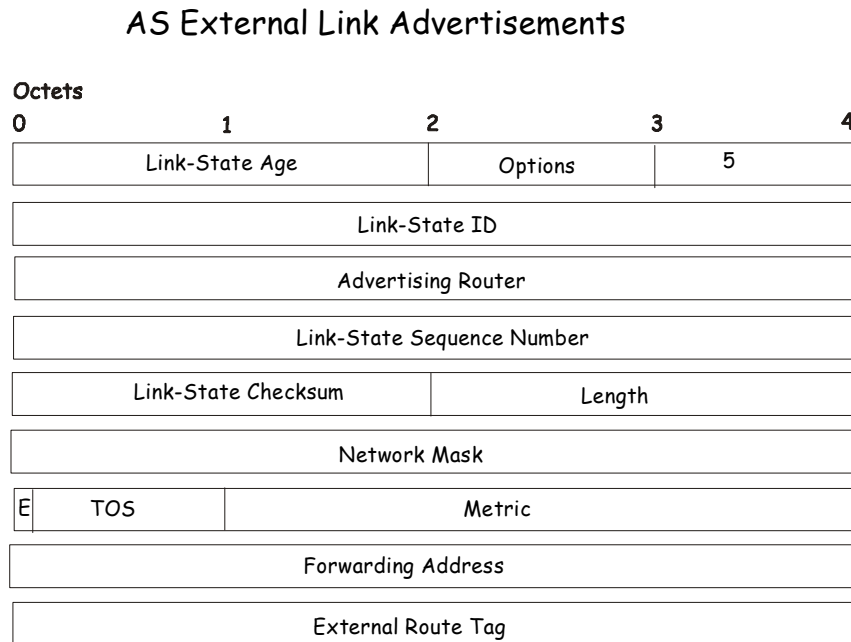 AS External Link Advertisements
Octets
0 1 2 3 4
Link-State Age Options 5
Link-State ID
Advertising Router
Link-State Sequence Number
Link-State Checksum Length
Network Mask
E TOS Metric
Forwarding Address
External Route Tag